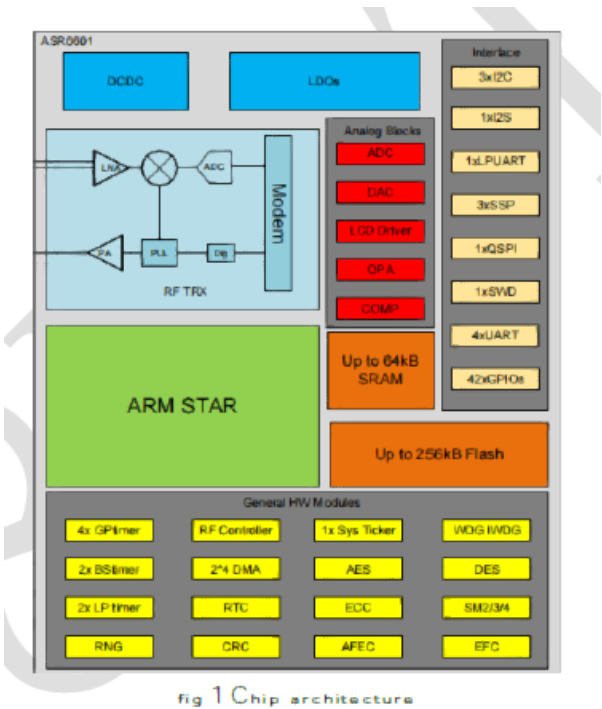 ASR6601
DCDC
LDOs
LNA
ADC
Modem
PA
PLL
Dig
RF TRX
Analog Blocks
ADC
DAC
LCD Driver
OPA
COMP
Interface
3xI2C
1xI2S
1xLPUART
3xSSP
1xQSPI
1xSWD
4xUART
42xGPIOs
ARM STAR
Up to 64kB
SRAM
Up to 256kB Flash
General HW Modules
4x GPtimer
RF Controller
1x Sys Ticker
WDG IWDG
2x BStimer
2*4 DMA
AES
DES
2x LP timer
RTC
ECC
SM2/3/4
RNG
CRC
AFEC
EFC
fig 1 Chip architecture